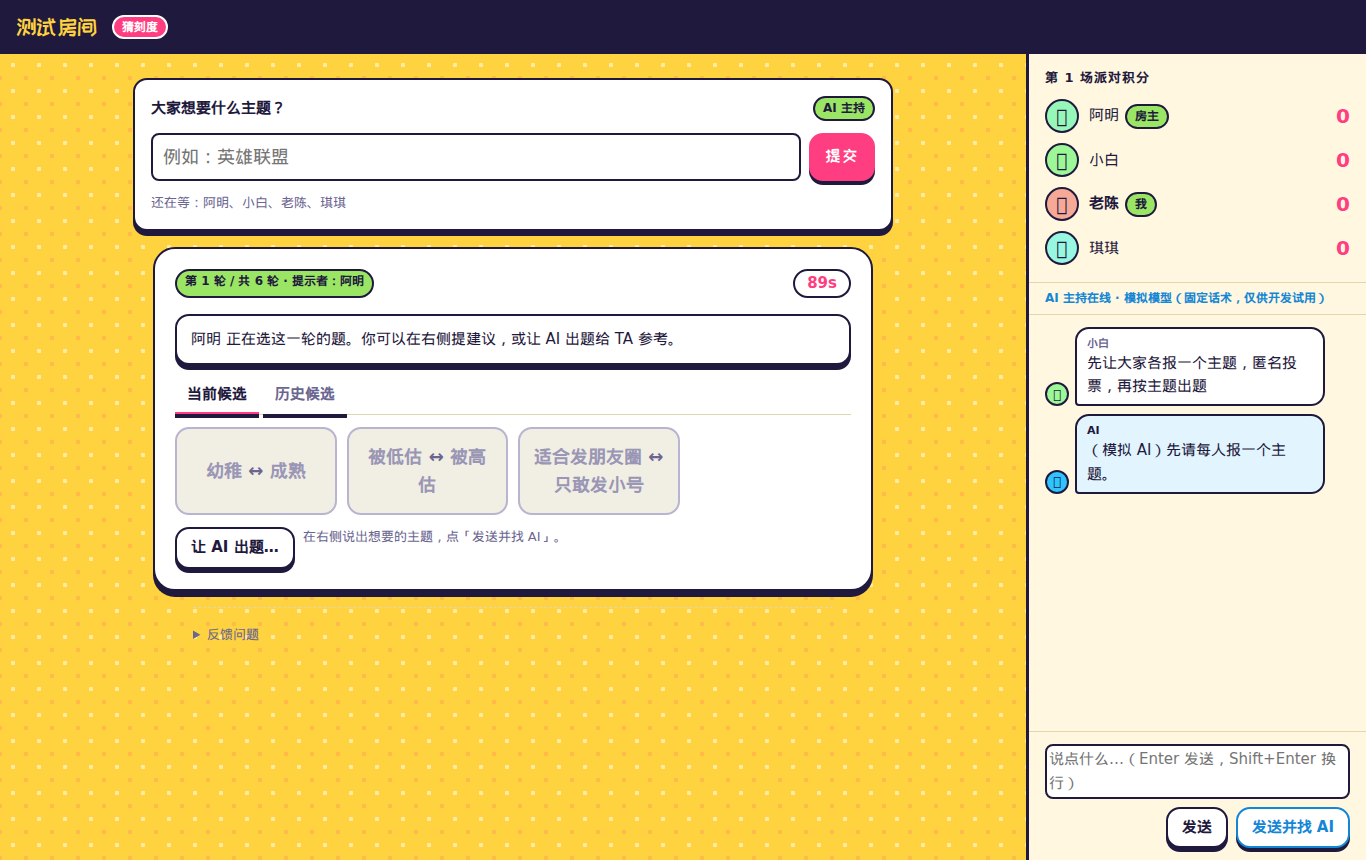 测试房间 猜刻度
大家想要什么主题？ AI 主持
例如：英雄联盟 提交
还在等：阿明、小白、老陈、琪琪
第 1 轮 / 共 6 轮 · 提示者：阿明 89s
阿明 正在选这一轮的题。你可以在右侧提建议，或让 AI 出题给 TA 参考。
当前候选 历史候选
幼稚 ↔ 成熟
被低估 ↔ 被高
估
适合发朋友圈 ↔
只敢发小号
让 AI 出题… 在右侧说出想要的主题，点「发送并找 AI」。
▶ 反馈问题
第 1 场派对积分
阿明 房主 0
小白 0
老陈 我 0
琪琪 0
AI 主持在线 · 模拟模型（固定话术，仅供开发试用）
小白
先让大家各报一个主题，匿名投
票，再按主题出题
AI
（模拟 AI）先请每人报一个主
题。
说点什么…（Enter 发送，Shift+Enter 换
行）
发送 发送并找 AI